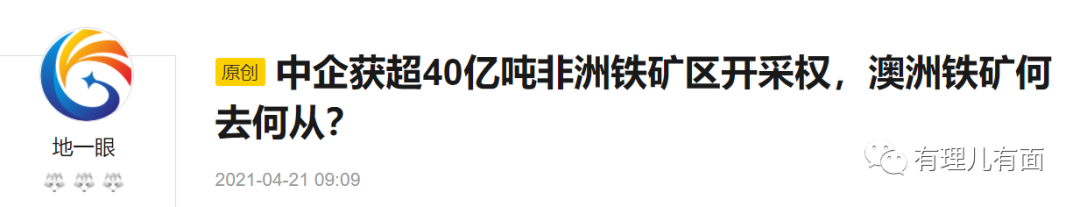 原创 中企获超40亿吨非洲铁矿区开采权，澳洲铁矿何
去何从？
地一眼
2021-04-21 09:09
有理儿有面